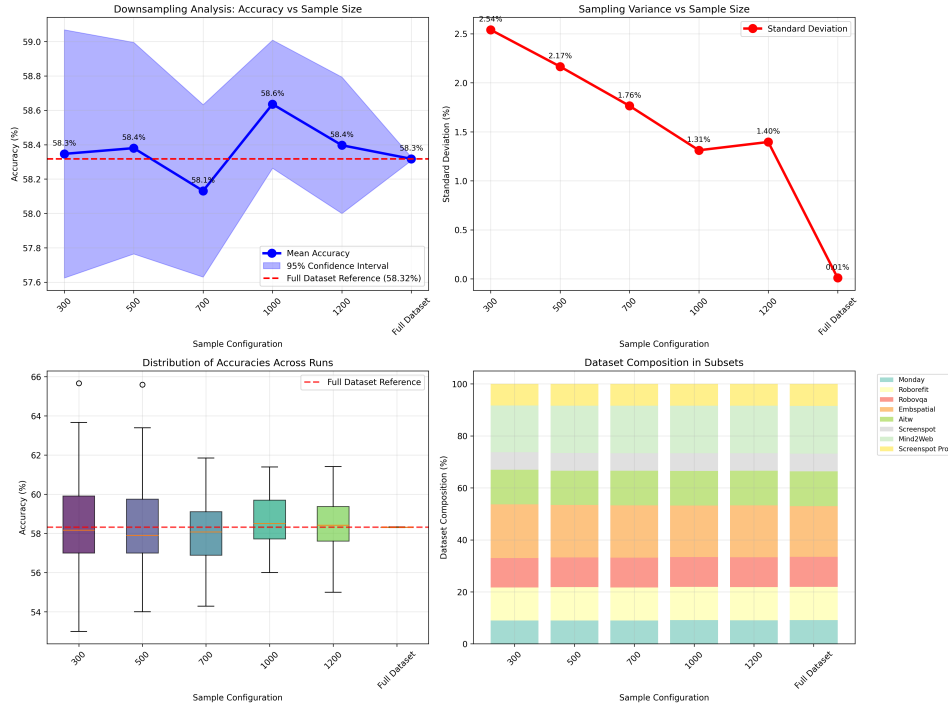 Downsampling Analysis: Accuracy vs Sample Size
Accuracy (%)
59.0
58.8
58.6
58.4
58.2
58.0
57.8
57.6
58.3%
58.4%
58.1%
58.6%
58.4%
58.3%
Mean Accuracy
95% Confidence Interval
Full Dataset Reference (58.32%)
300
500
700
1000
1200
Full Dataset
Sample Configuration
Sampling Variance vs Sample Size
Standard Deviation (%)
2.5
2.0
1.5
1.0
0.5
0.0
2.54%
2.17%
1.76%
1.31%
1.40%
0.01%
Standard Deviation
300
500
700
1000
1200
Full Dataset
Sample Configuration
Distribution of Accuracies Across Runs
Accuracy (%)
66
64
62
60
58
56
54
Full Dataset Reference
300
500
700
1000
1200
Full Dataset
Sample Configuration
Dataset Composition in Subsets
Dataset Composition (%)
100
80
60
40
20
0
300
500
700
1000
1200
Full Dataset
Sample Configuration
Monday
Roborefit
Robovqa
Embspatial
Aitw
Screenspot
Mind2Web
Screenspot Pro